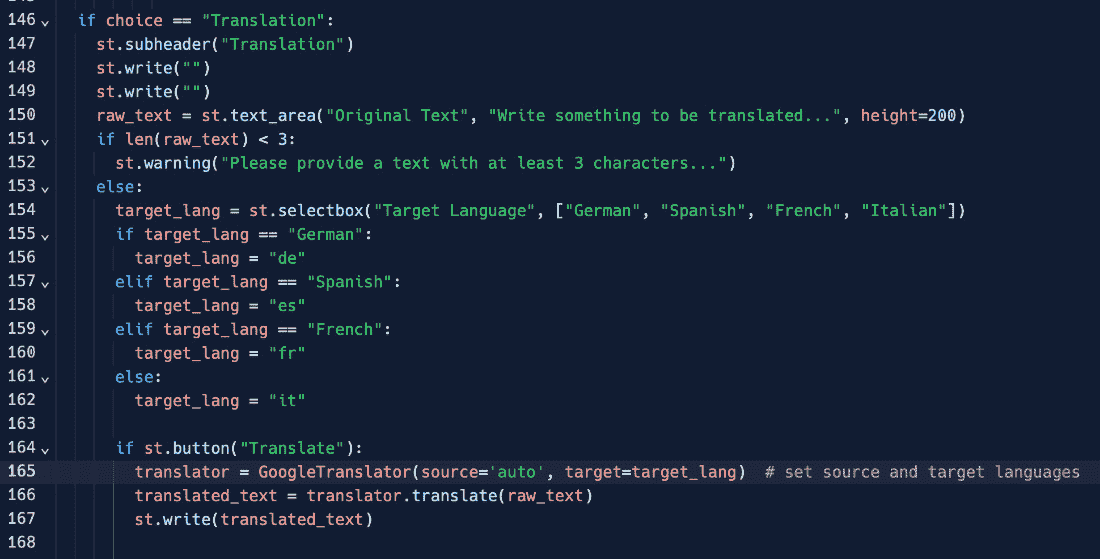 146 if choice == "Translation":
147 st.subheader("Translation")
148 st.write("")
149 st.write("")
150 raw_text = st.text_area("Original Text", "Write something to be translated...", height=200)
151 if len(raw_text) < 3:
152 st.warning("Please provide a text with at least 3 characters...")
153 else:
154 target_lang = st.selectbox("Target Language", ["German", "Spanish", "French", "Italian"])
155 if target_lang == "German":
156 target_lang = "de"
157 elif target_lang == "Spanish":
158 target_lang = "es"
159 elif target_lang == "French":
160 target_lang = "fr"
161 else:
162 target_lang = "it"
163
164 if st.button("Translate"):
165 translator = GoogleTranslator(source='auto', target=target_lang)  # set source and target languages
166 translated_text = translator.translate(raw_text)
167 st.write(translated_text)
168